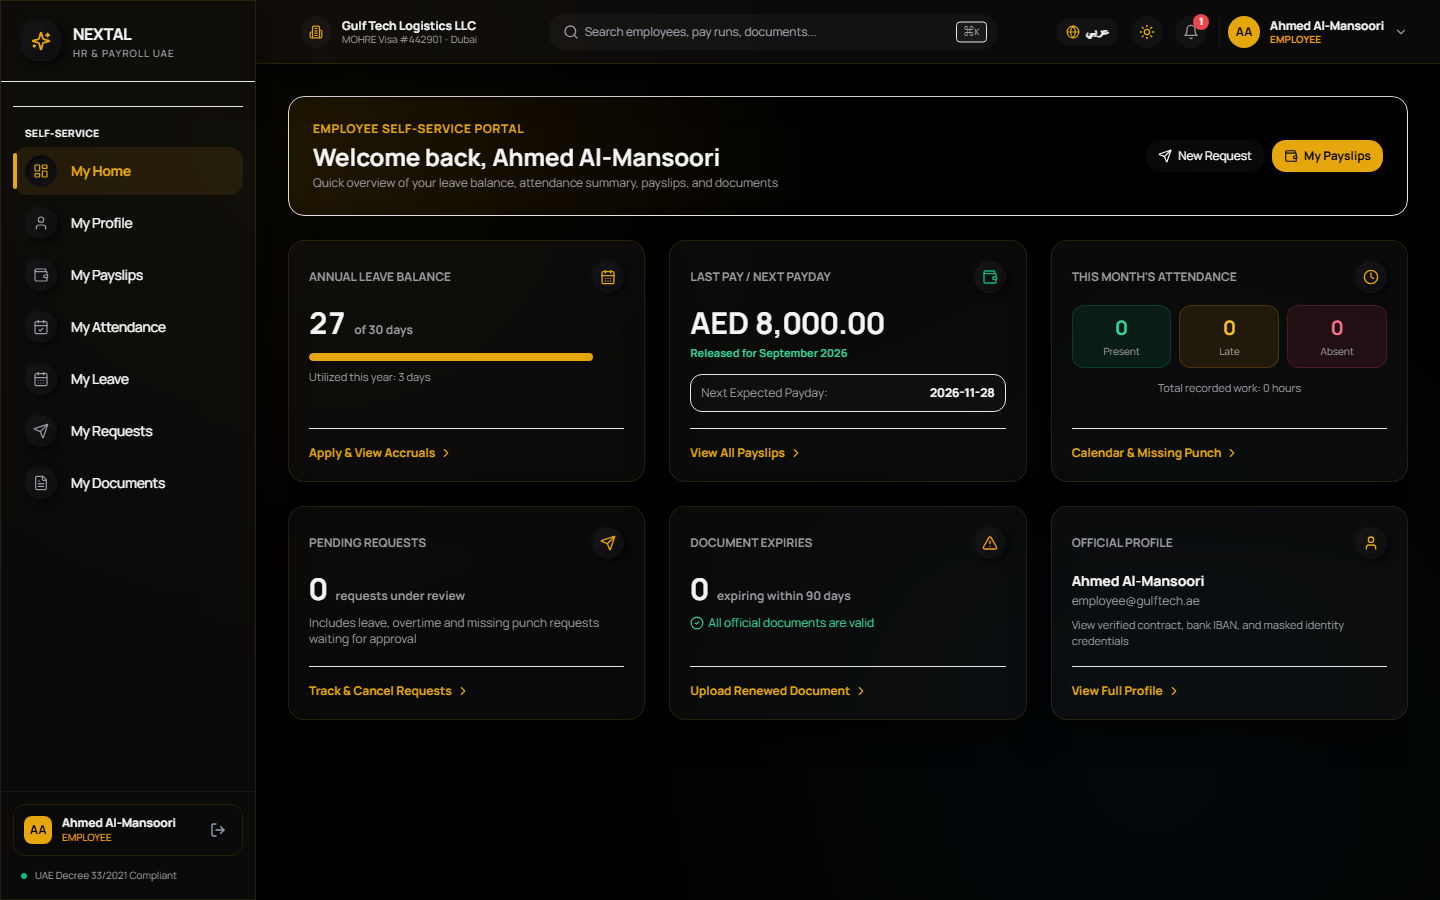 NEXTAL
HR & PAYROLL UAE
Gulf Tech Logistics LLC
MOHRE Visa #442901 - Dubai
Search employees, pay runs, documents...
⌘K
عربي
1
AA
Ahmed Al-Mansoori
EMPLOYEE
SELF-SERVICE
My Home
My Profile
My Payslips
My Attendance
My Leave
My Requests
My Documents
AA
Ahmed Al-Mansoori
EMPLOYEE
UAE Decree 33/2021 Compliant
EMPLOYEE SELF-SERVICE PORTAL
Welcome back, Ahmed Al-Mansoori
Quick overview of your leave balance, attendance summary, payslips, and documents
New Request
My Payslips
ANNUAL LEAVE BALANCE
27 of 30 days
Utilized this year: 3 days
Apply & View Accruals
LAST PAY / NEXT PAYDAY
AED 8,000.00
Released for September 2026
Next Expected Payday: 2026-11-28
View All Payslips
THIS MONTH'S ATTENDANCE
0 0 0
Present Late Absent
Total recorded work: 0 hours
Calendar & Missing Punch
PENDING REQUESTS
0 requests under review
Includes leave, overtime and missing punch requests
waiting for approval
Track & Cancel Requests
DOCUMENT EXPIRIES
0 expiring within 90 days
All official documents are valid
Upload Renewed Document
OFFICIAL PROFILE
Ahmed Al-Mansoori
employee@gulftech.ae
View verified contract, bank IBAN, and masked identity
credentials
View Full Profile